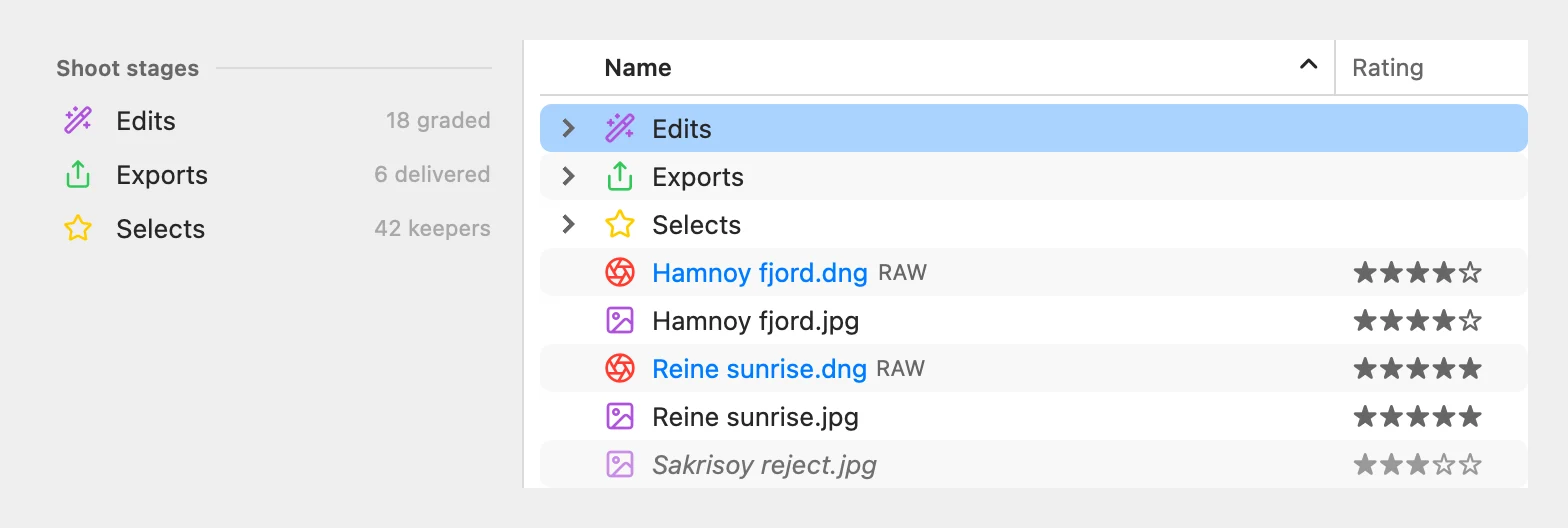 Shoot stages
Edits 18 graded
Exports 6 delivered
Selects 42 keepers
Name Rating
Edits
Exports
Selects
Hamnoy fjord.dng RAW ★★★★☆
Hamnoy fjord.jpg ★★★★☆
Reine sunrise.dng RAW ★★★★★
Reine sunrise.jpg ★★★★★
Sakrisoy reject.jpg ★★★☆☆